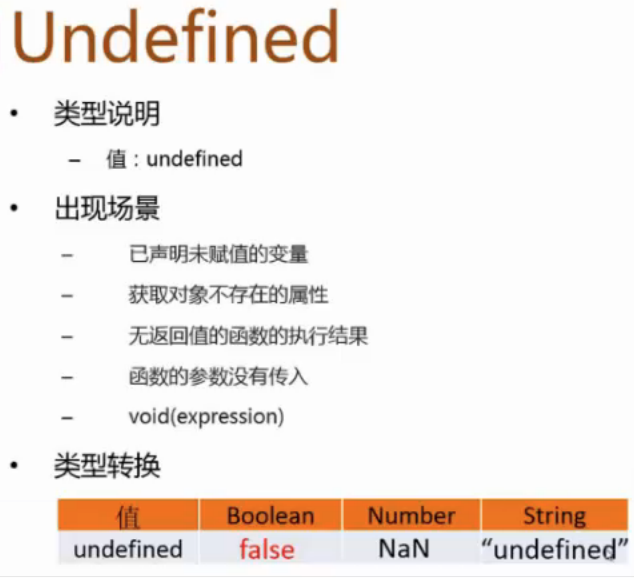 Undefined
• 类型说明
– 值：undefined
• 出现场景
– 已声明未赋值的变量
– 获取对象不存在的属性
– 无返回值的函数的执行结果
– 函数的参数没有传入
– void(expression)
• 类型转换
值 Boolean Number String
undefined false NaN “undefined”